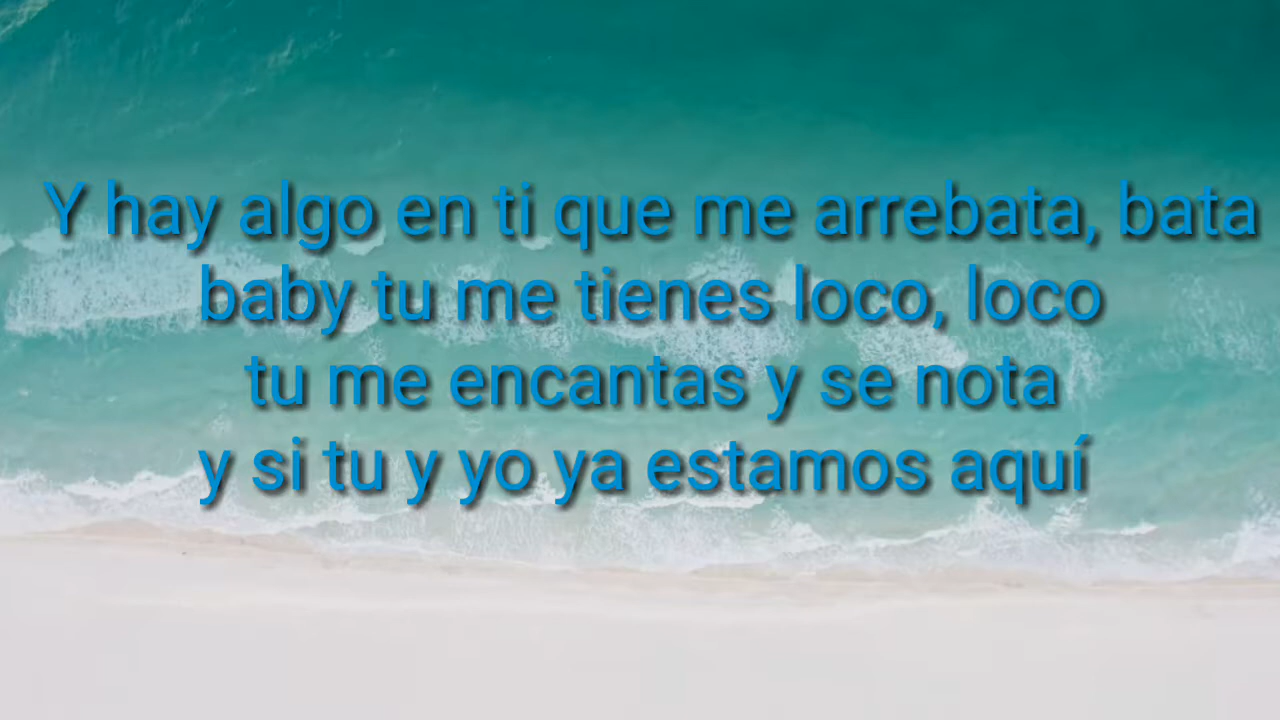 Y hay algo en ti que me arrebata, bata
baby tu me tienes loco, loco
tu me encantas y se nota
y si tu y yo ya estamos aquí